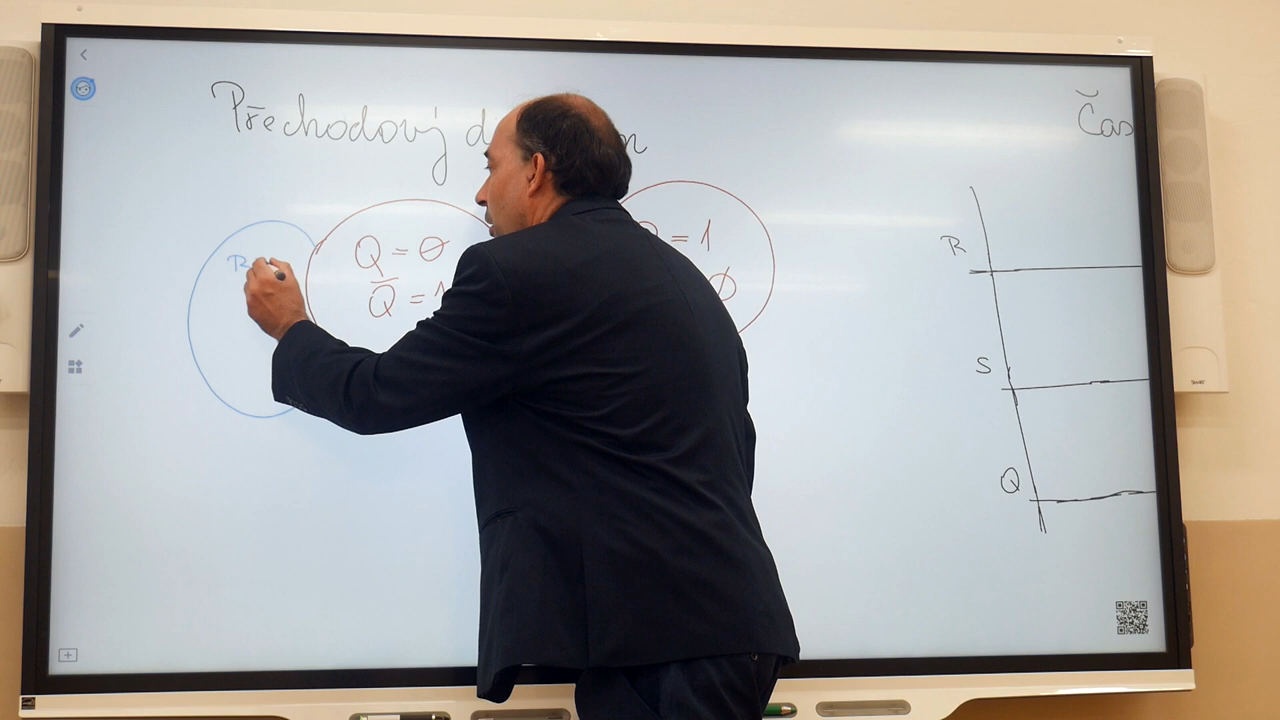 Přechodový d
Čas
R
Q = 0
Q̅ = 1
= 1
0
R
S
Q